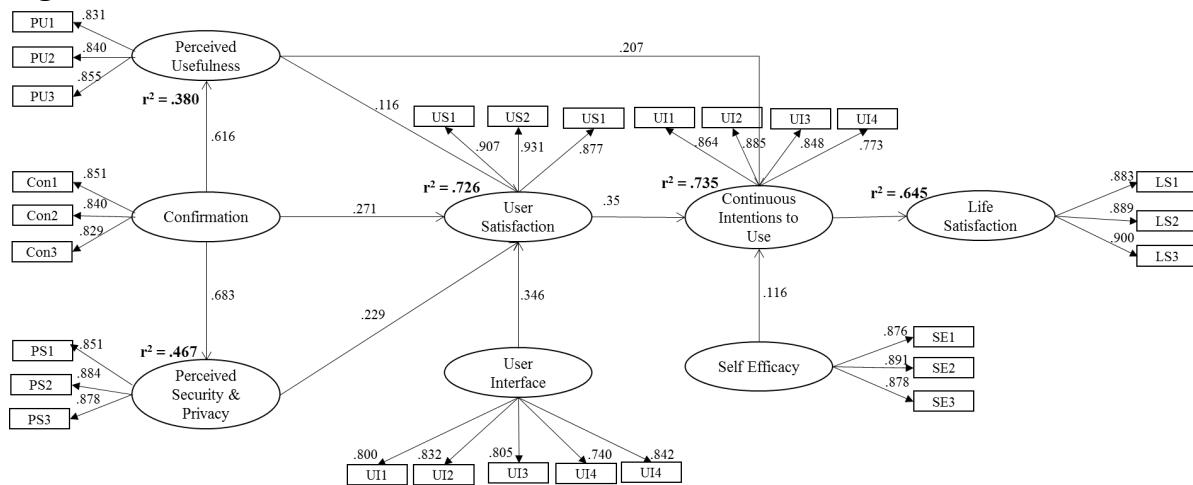 PU1
.831
PU2
.840
PU3
.855
Perceived
Usefulness
r² = .380
.207
.116
.616
US1
US2
US1
.907
.931
.877
UI1
UI2
UI3
UI4
.864
.885
.848
.773
Con1
.851
Con2
.840
Con3
.829
Confirmation
.271
r² = .726
User
Satisfaction
.35
r² = .735
Continuous
Intentions to
Use
r² = .645
Life
Satisfaction
.883
LS1
.889
LS2
.900
LS3
.683
.229
.346
.116
PS1
.851
PS2
.884
PS3
.878
r² = .467
Perceived
Security &
Privacy
User
Interface
Self Efficacy
.876
SE1
.891
SE2
.878
SE3
.800
.832
.805
.740
.842
UI1
UI2
UI3
UI4
UI4